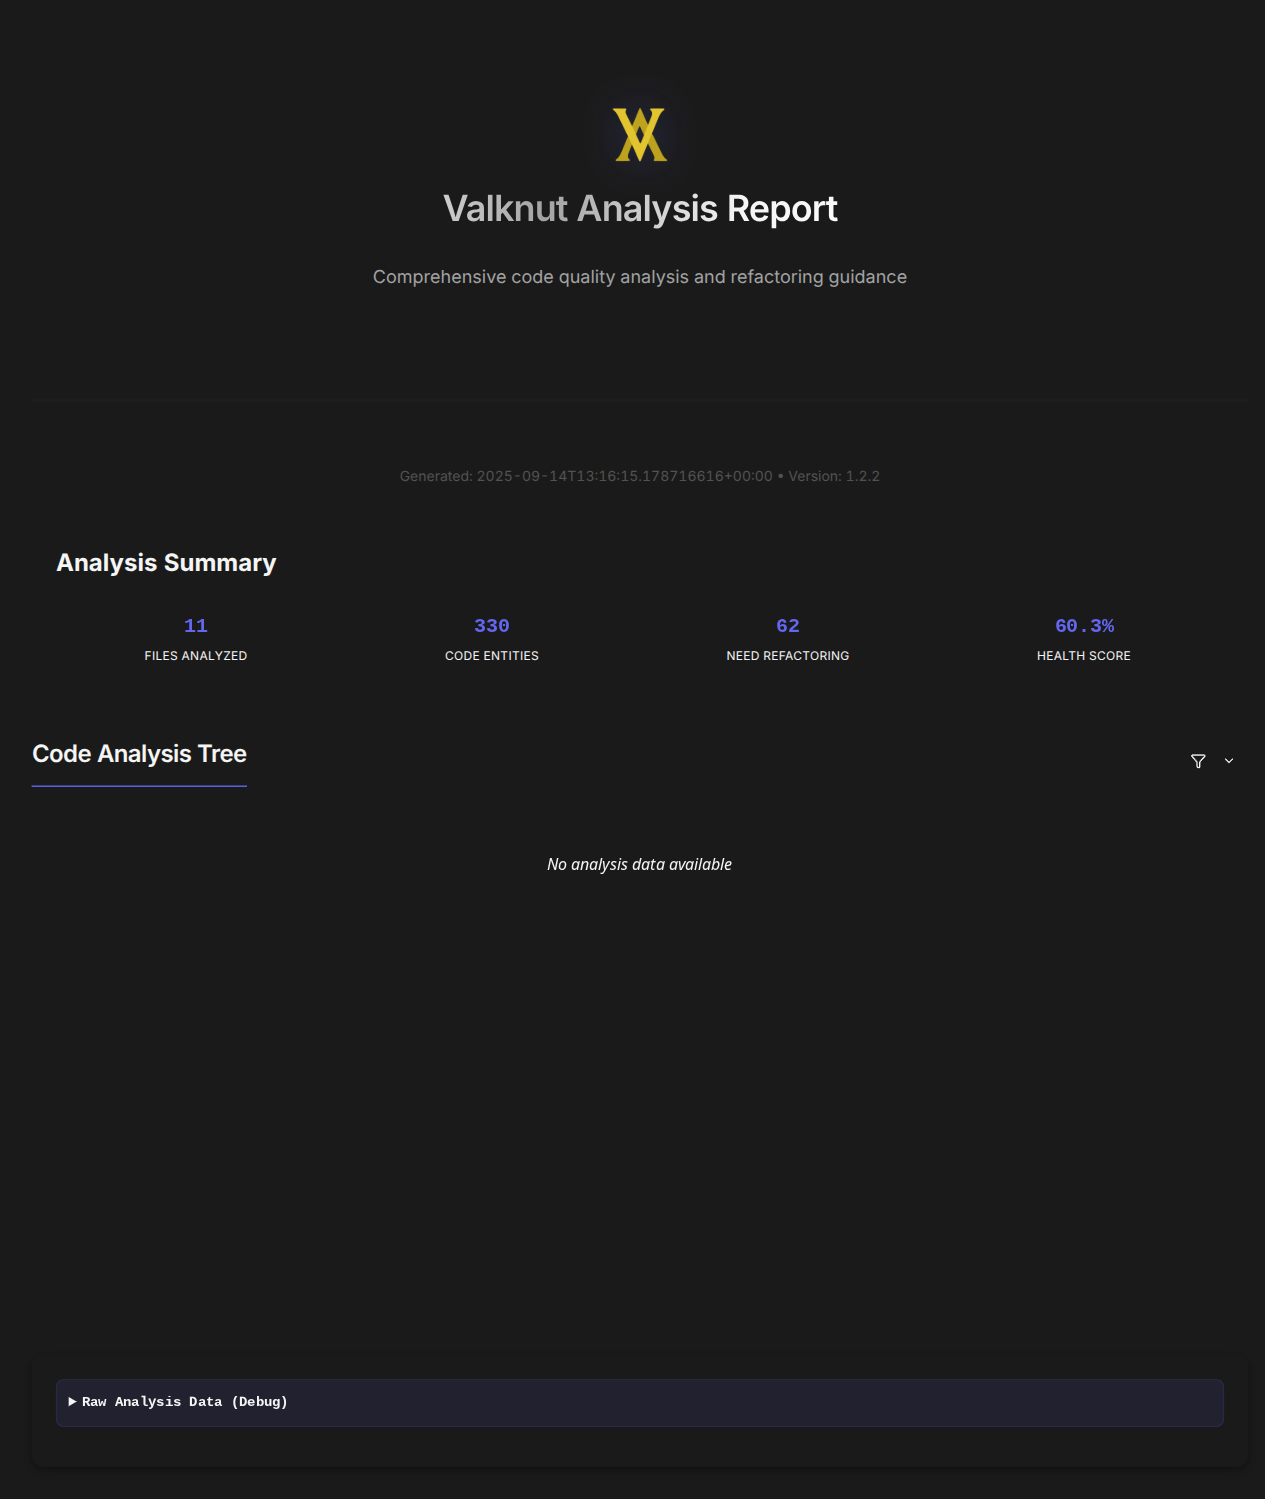 Valknut Analysis Report
Comprehensive code quality analysis and refactoring guidance
Generated: 2025-09-14T13:16:15.178716616+00:00 • Version: 1.2.2
Analysis Summary
11
FILES ANALYZED
330
CODE ENTITIES
62
NEED REFACTORING
60.3%
HEALTH SCORE
Code Analysis Tree
No analysis data available
Raw Analysis Data (Debug)